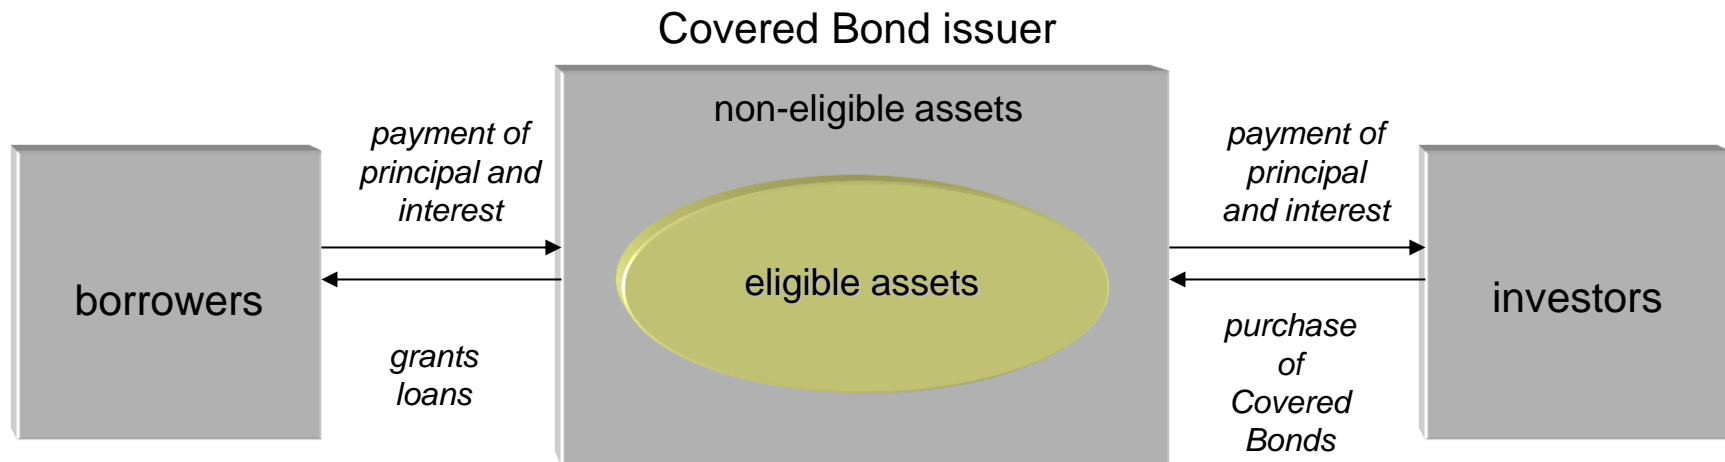 Covered Bond issuer
non-eligible assets
payment of
principal and
interest
payment of
principal
and interest
borrowers
eligible assets
investors
grants
loans
purchase
of
Covered
Bonds